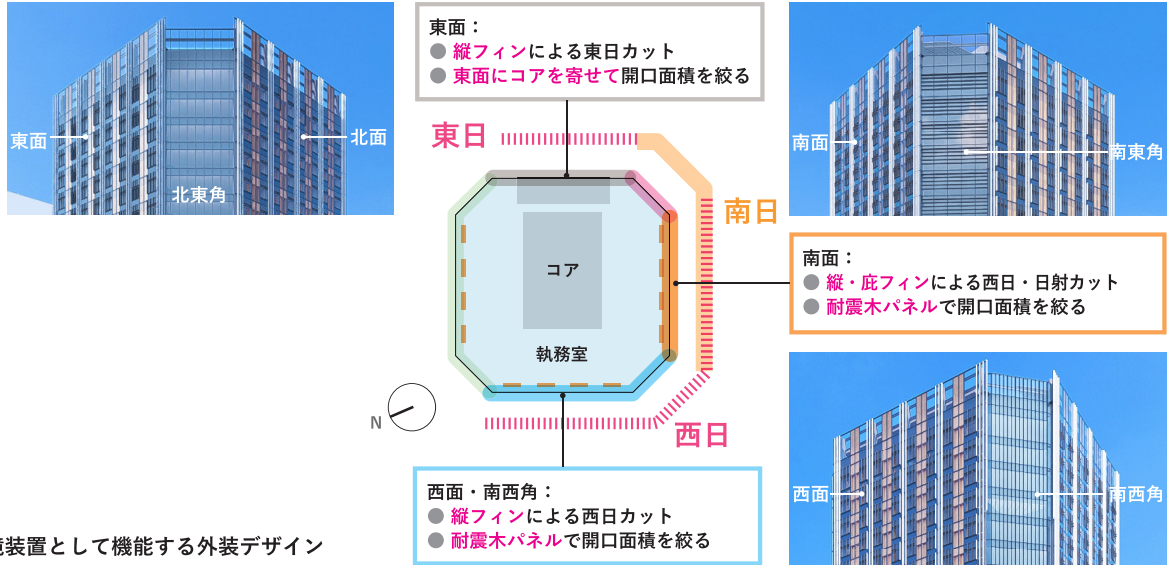 東面：
● 縦フィンによる東日カット
● 東面にコアを寄せて開口面積を絞る
東面
北面
北東角
東日
南日
南面
南東角
南面：
● 縦・庇フィンによる西日・日射カット
● 耐震木パネルで開口面積を絞る
コア
執務室
N
西日
西面・南西角：
● 縦フィンによる西日カット
● 耐震木パネルで開口面積を絞る
西面
南西角
装置として機能する外装デザイン